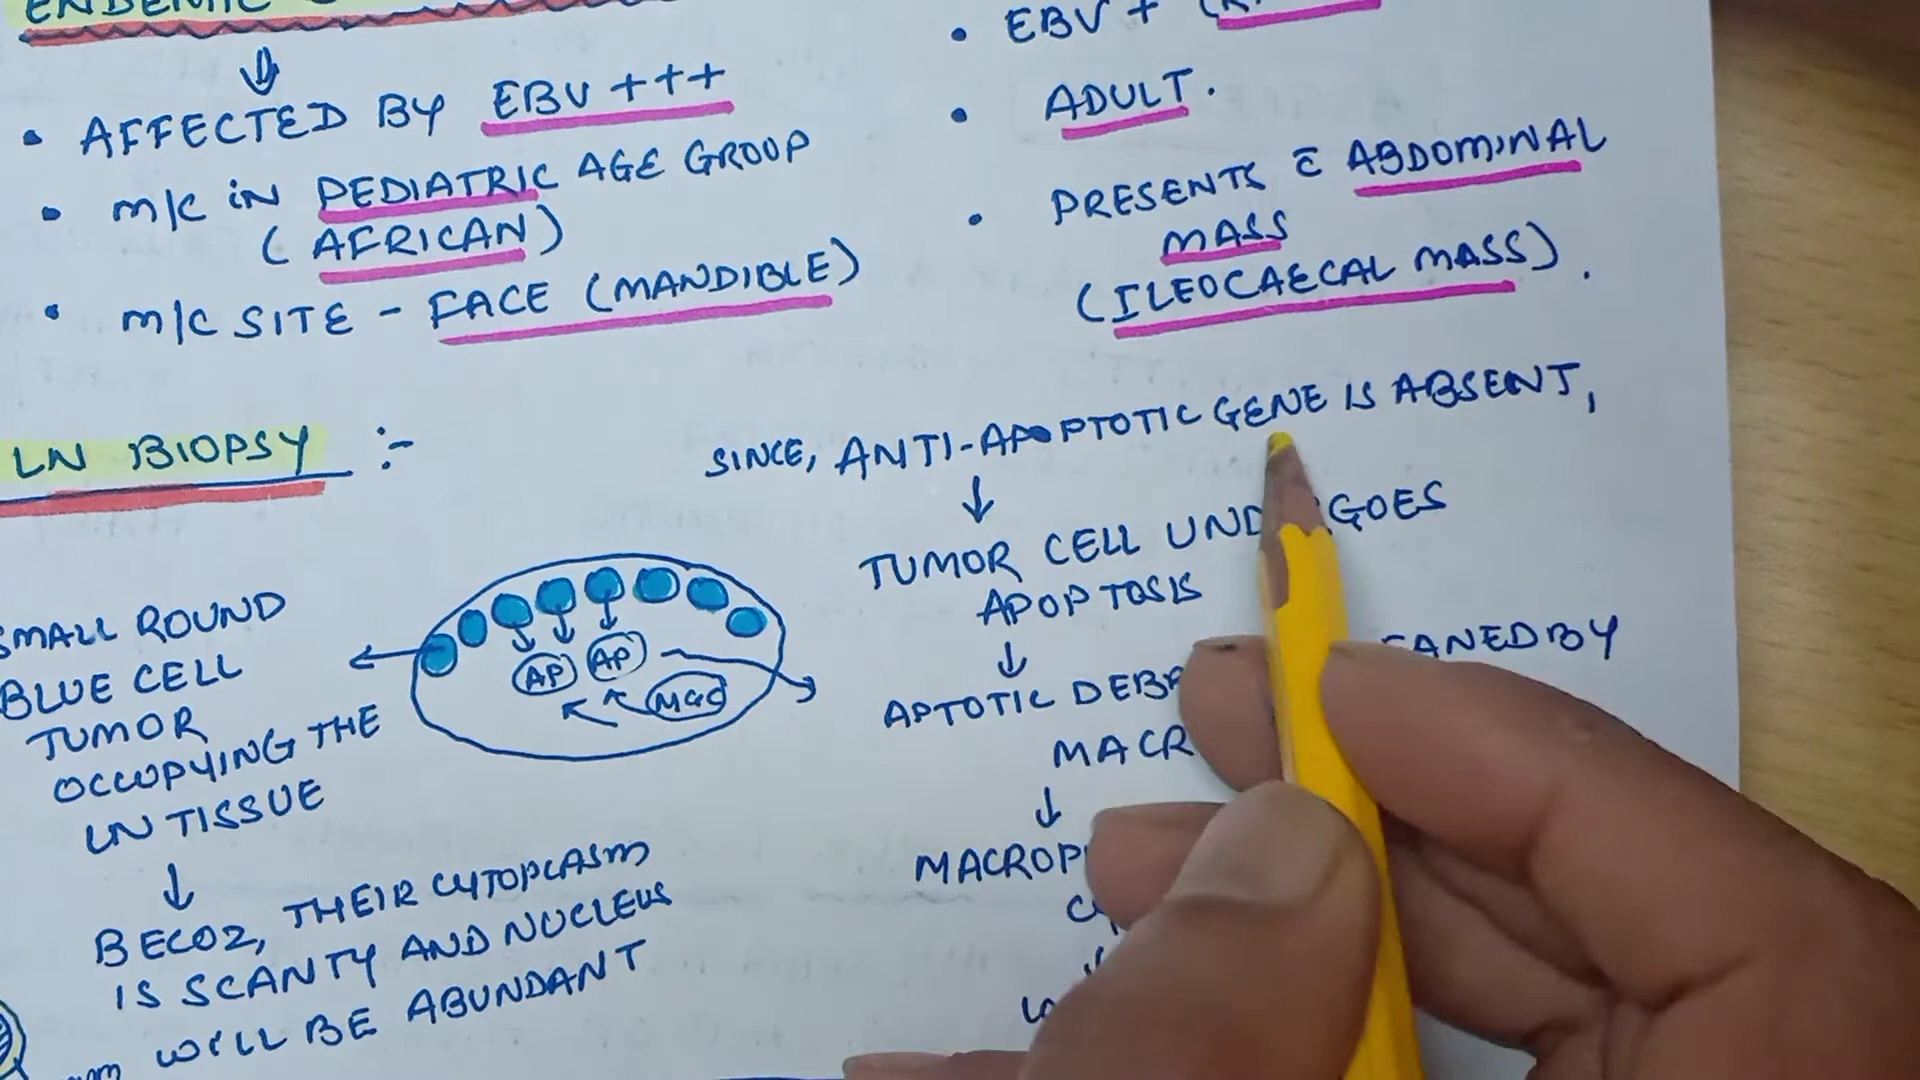 ENDEMIC
• AFFECTED BY EBV +++
• M/C IN PEDIATRIC AGE GROUP
(AFRICAN)
• M/C SITE - FACE (MANDIBLE)
• EBV +
• ADULT.
• PRESENTS C̄ ABDOMINAL
MASS
(ILEOCAECAL MASS).
LN BIOPSY :-
SMALL ROUND
BLUE CELL
TUMOR
OCCUPYING THE
LN TISSUE
↓
BECOZ, THEIR CYTOPLASM
IS SCANTY AND NUCLEUS
WILL BE ABUNDANT
AP AP
MAC
SINCE, ANTI-APOPTOTIC GENE IS ABSENT,
↓
TUMOR CELL UND GOES
APOPTOSIS
↓
APTOTIC DEB EANED BY
MACR
↓
MACROP